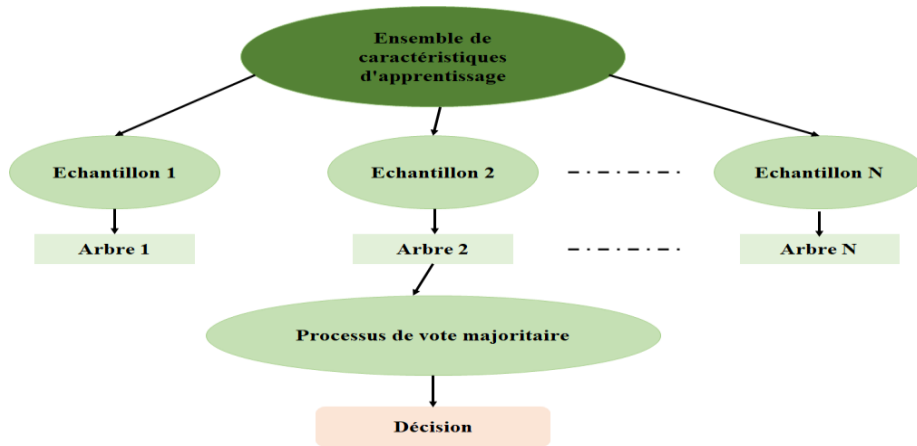 Ensemble de
caractéristiques
d'apprentissage
Echantillon 1
Echantillon 2
Echantillon N
Arbre 1
Arbre 2
Arbre N
Processus de vote majoritaire
Décision